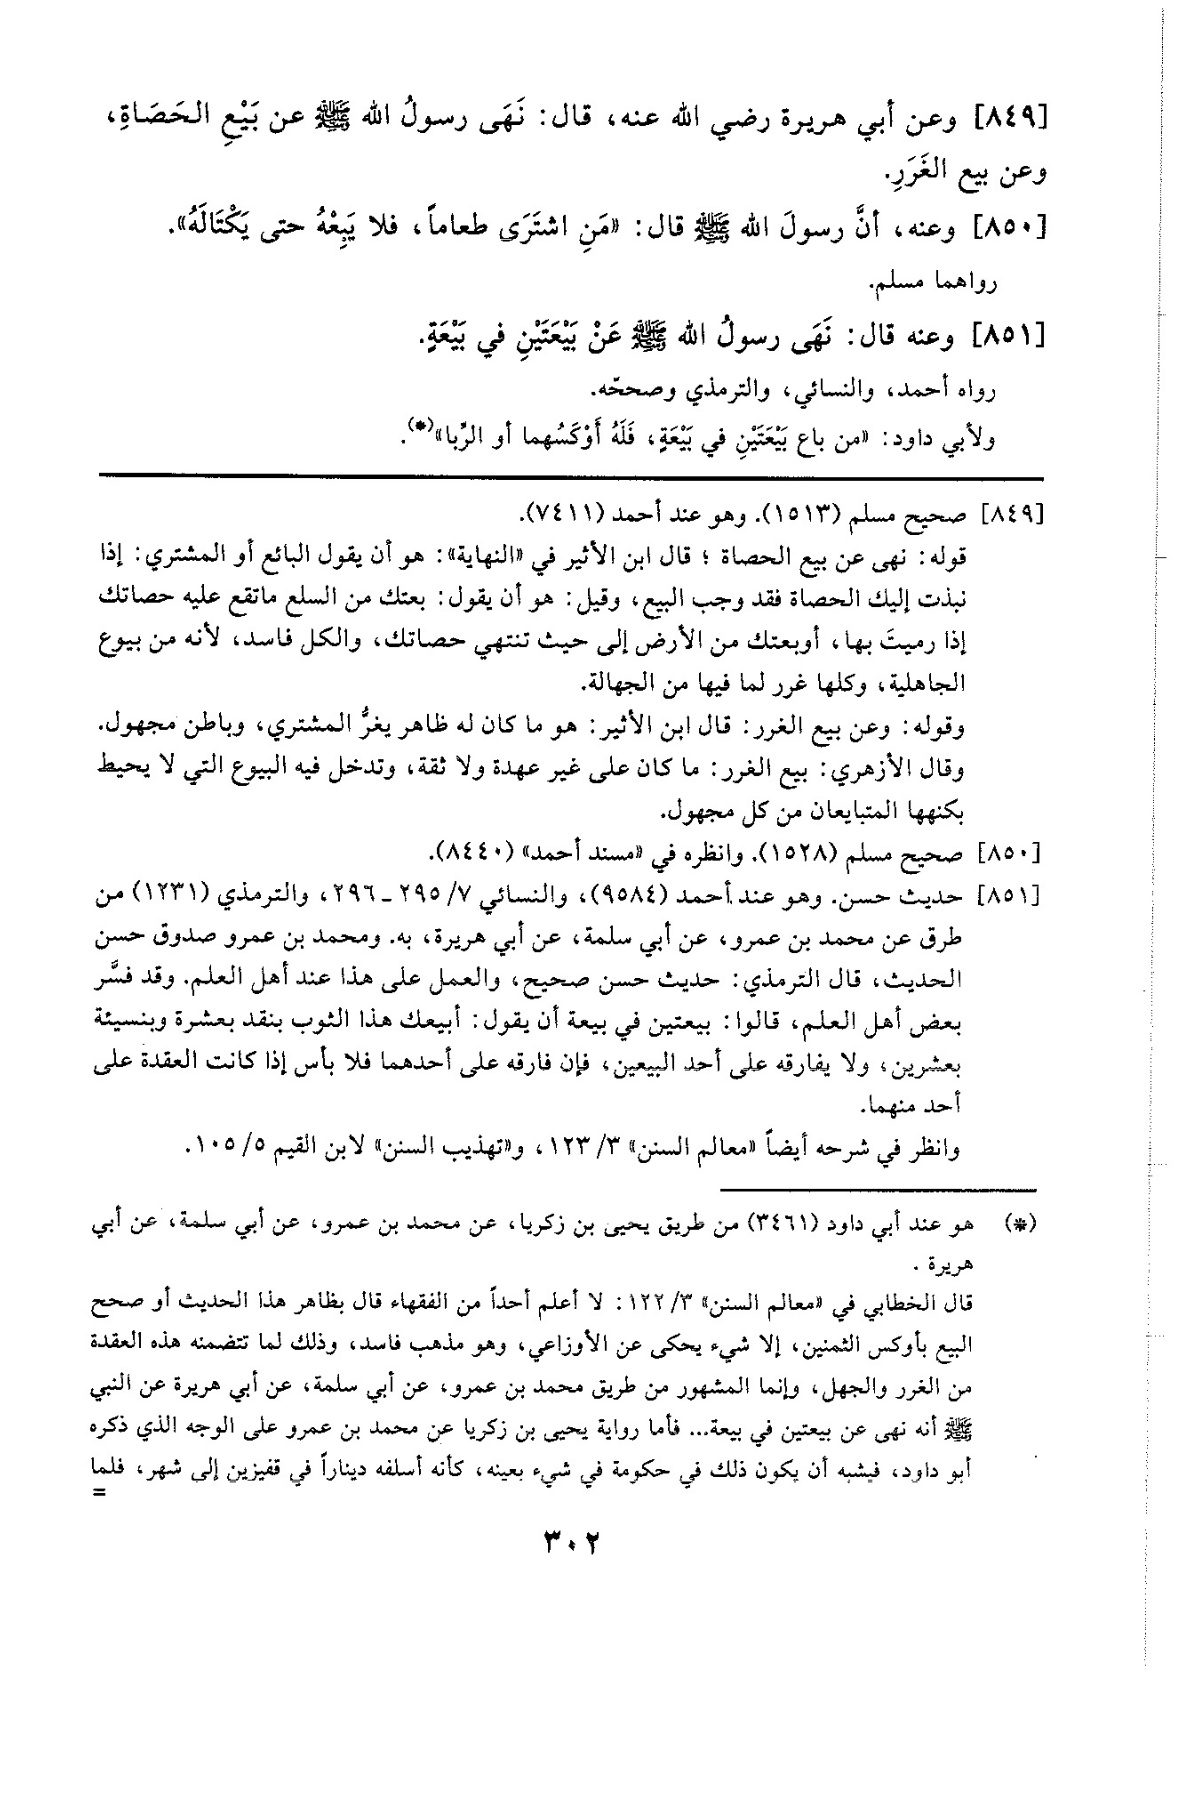 [٨٤٩] وعن أبي هريرة رضي الله عنه، قال: نَهَى رسولُ الله ﷺ عن بَيْعِ الحَصَاةِ،
وعن بيع الغَرَرِ.
[٨٥٠] وعنه، أنَّ رسولَ الله ﷺ قال: «مَنِ اشتَرَى طعاماً، فلا يَبِعْهُ حتى يَكْتَالَهُ».
رواهما مسلم.
[٨٥١] وعنه قال: نَهَى رسولُ الله ﷺ عَنْ بَيْعَتَيْنِ في بَيْعَةٍ.
رواه أحمد، والنسائي، والترمذي وصححّه.
ولأبي داود: «من باع بَيْعَتَيْنِ في بَيْعَةٍ، فَلَهُ أَوْكَسُهما أو الرِّبا»(*).
[٨٤٩] صحيح مسلم (١٥١٣). وهو عند أحمد (٧٤١١).
قوله: نهى عن بيع الحصاة ؛ قال ابن الأثير في «النهاية»: هو أن يقول البائع أو المشتري: إذا
نبذت إليك الحصاة فقد وجب البيع، وقيل: هو أن يقول: بعتك من السلع ماتقع عليه حصاتك
إذا رميتَ بها، أوبعتك من الأرض إلى حيث تنتهي حصاتك، والكل فاسد، لأنه من بيوع
الجاهلية، وكلها غرر لما فيها من الجهالة.
وقوله: وعن بيع الغرر: قال ابن الأثير: هو ما كان له ظاهر يغرُّ المشتري، وباطن مجهول.
وقال الأزهري: بيع الغرر: ما كان على غير عهدة ولا ثقة، وتدخل فيه البيوع التي لا يحيط
بكنهها المتبايعان من كل مجهول.
[٨٥٠] صحيح مسلم (١٥٢٨). وانظره في «مسند أحمد» (٨٤٤٠).
[٨٥١] حديث حسن. وهو عند أحمد (٩٥٨٤)، والنسائي ٧/ ٢٩٥ ـ ٢٩٦، والترمذي (١٢٣١) من
طرق عن محمد بن عمرو، عن أبي سلمة، عن أبي هريرة، به. ومحمد بن عمرو صدوق حسن
الحديث، قال الترمذي: حديث حسن صحيح، والعمل على هذا عند أهل العلم. وقد فسَّر
بعض أهل العلم، قالوا: بيعتين في بيعة أن يقول: أبيعك هذا الثوب بنقد بعشرة وبنسيئة
بعشرين، ولا يفارقه على أحد البيعين، فإن فارقه على أحدهما فلا بأس إذا كانت العقدة على
أحد منهما.
وانظر في شرحه أيضاً «معالم السنن» ٣/ ١٢٣، و«تهذيب السنن» لابن القيم ٥/ ١٠٥.
(*) هو عند أبي داود (٣٤٦١) من طريق يحيى بن زكريا، عن محمد بن عمرو، عن أبي سلمة، عن أبي
هريرة .
قال الخطابي في «معالم السنن» ٣/ ١٢٢: لا أعلم أحداً من الفقهاء قال بظاهر هذا الحديث أو صحح
البيع بأوكس الثمنين، إلا شيء يحكى عن الأوزاعي، وهو مذهب فاسد، وذلك لما تتضمنه هذه العقدة
من الغرر والجهل، وإنما المشهور من طريق محمد بن عمرو، عن أبي سلمة، عن أبي هريرة عن النبي
ﷺ أنه نهى عن بيعتين في بيعة... فأما رواية يحيى بن زكريا عن محمد بن عمرو على الوجه الذي ذكره
أبو داود، فيشبه أن يكون ذلك في حكومة في شيء بعينه، كأنه أسلفه ديناراً في قفيزين إلى شهر، فلما
=
٣٠٢